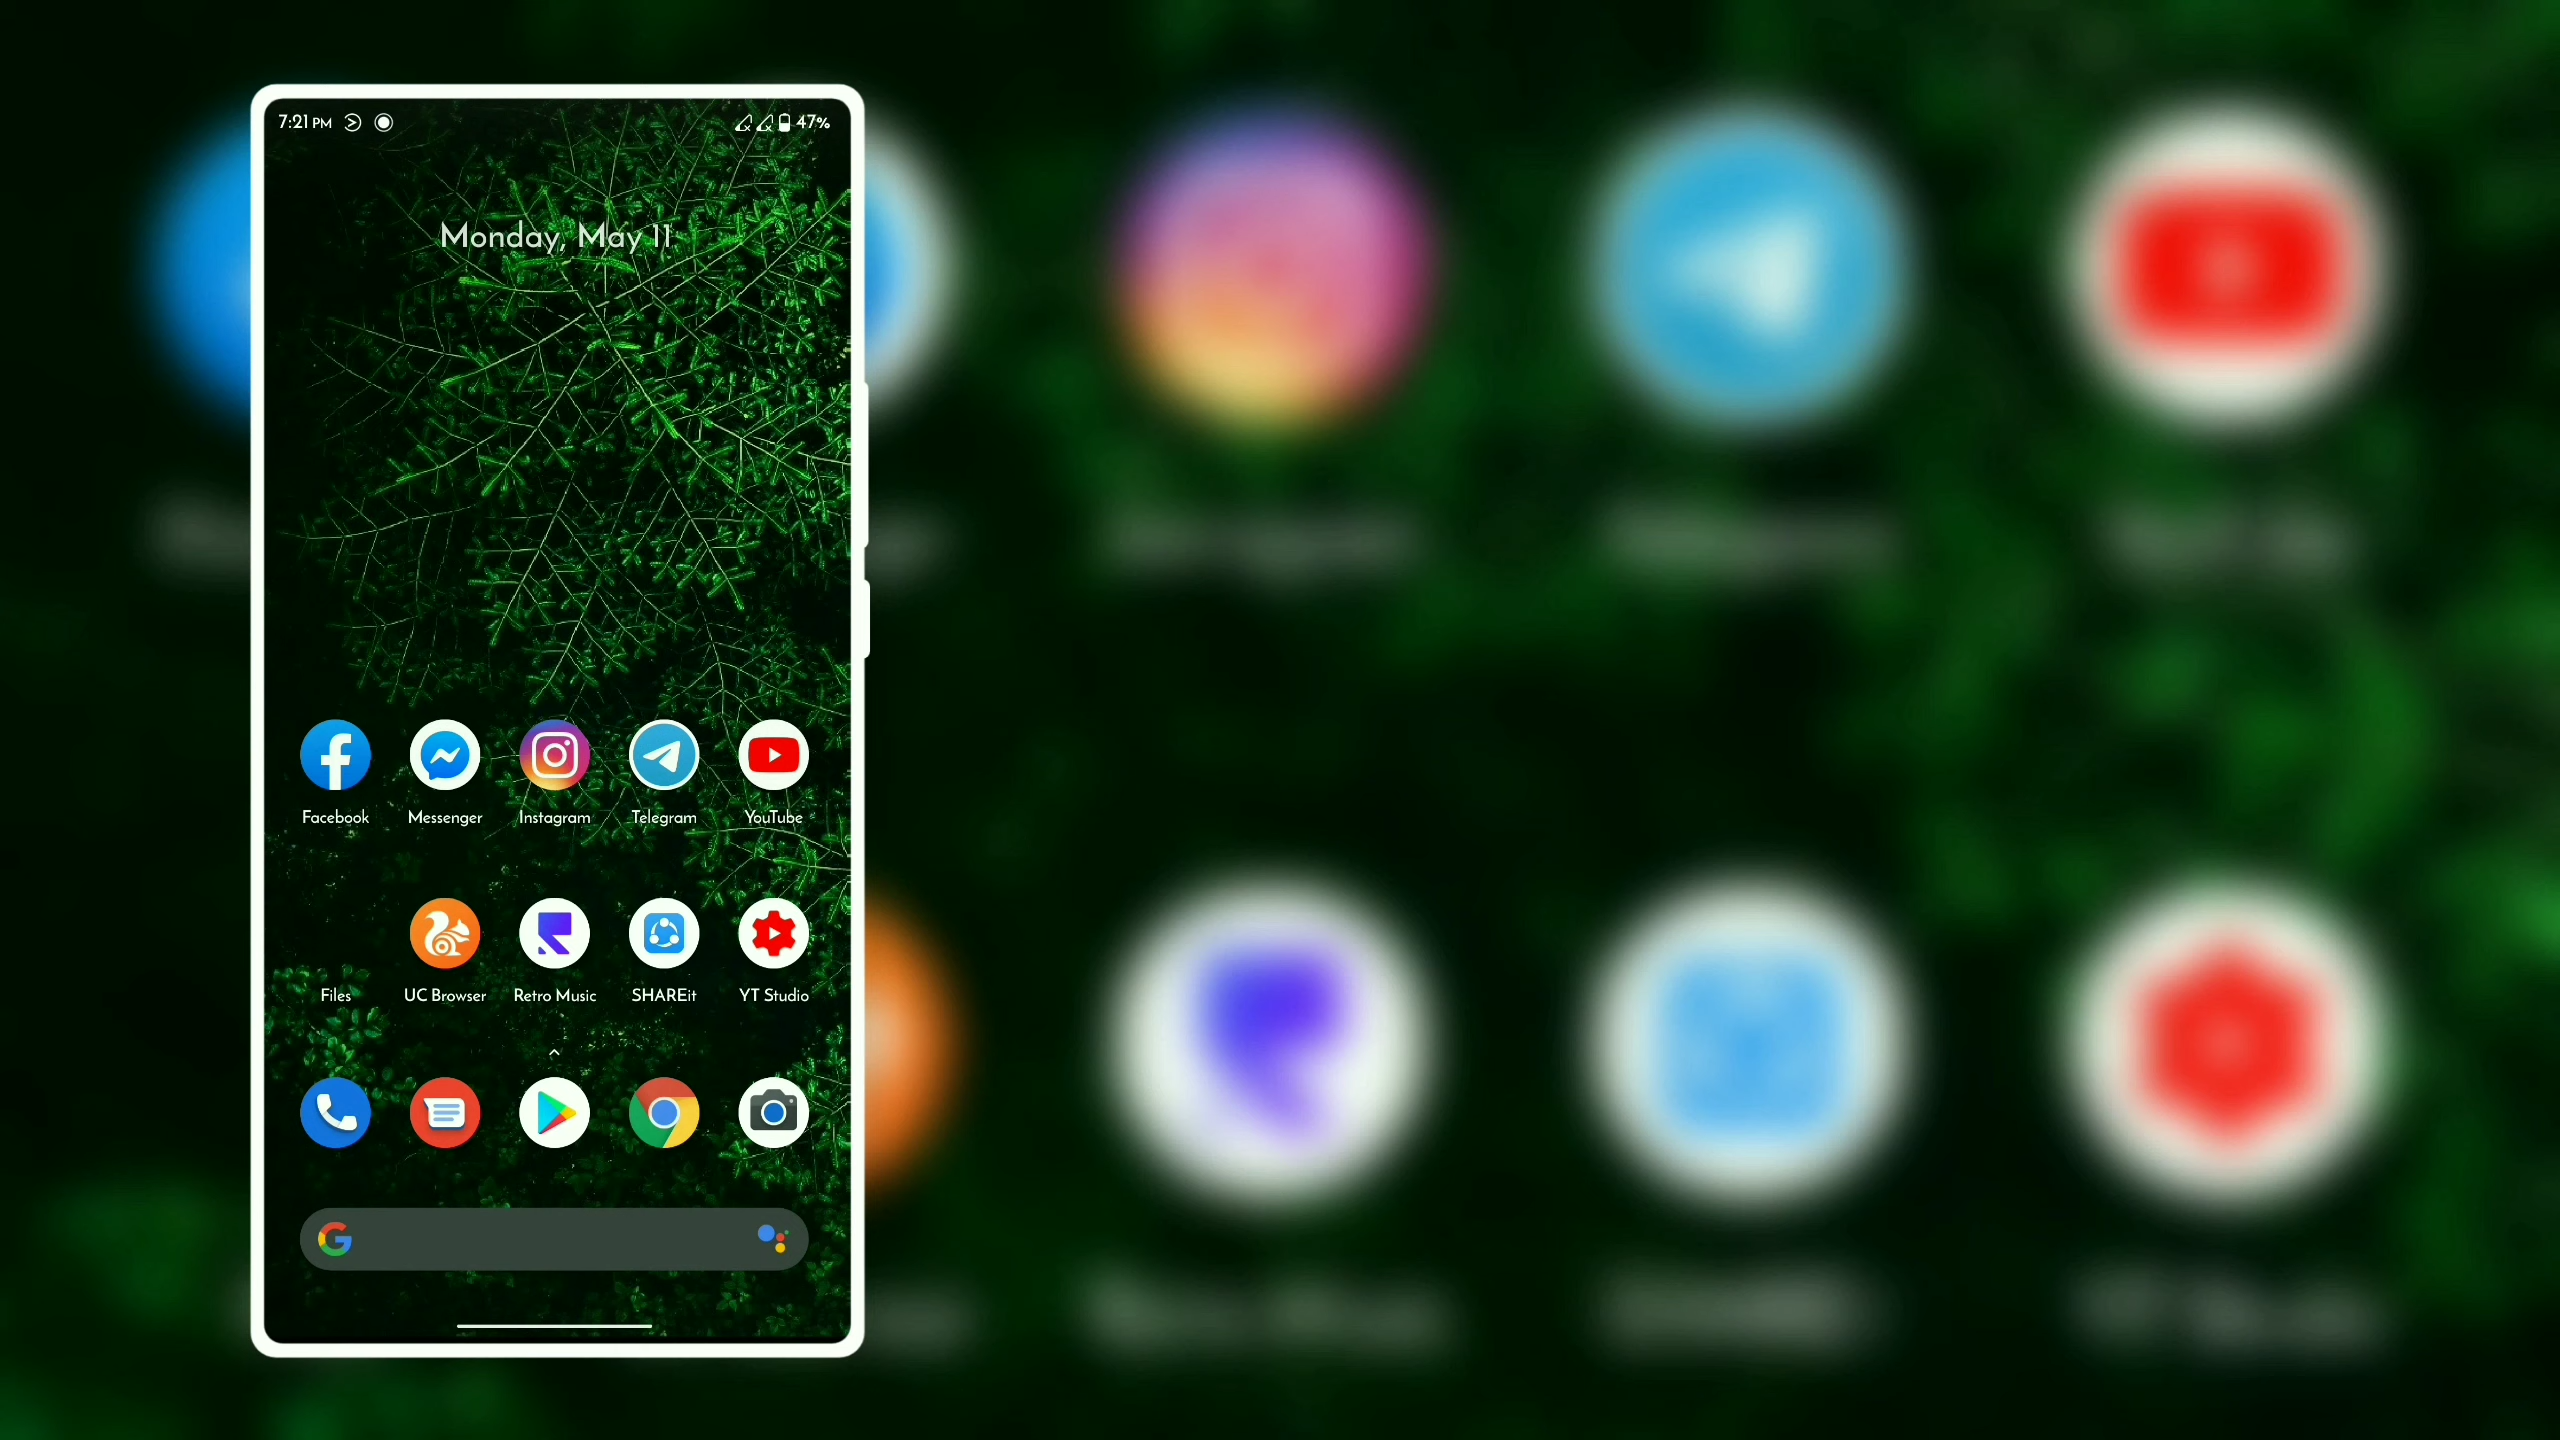 7:21 PM 47%
Monday, May 11
Facebook Messenger Instagram Telegram YouTube
Files UC Browser Retro Music SHAREit YT Studio